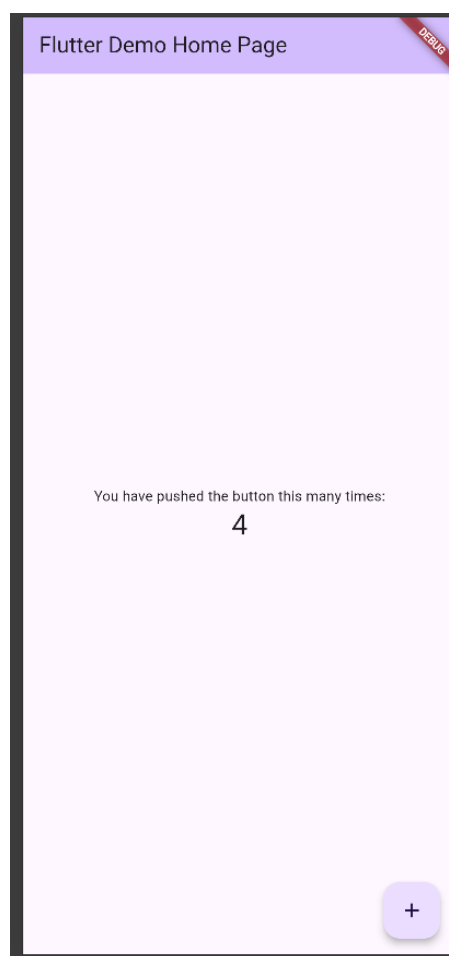 Flutter Demo Home Page
DEBUG
You have pushed the button this many times:
4
+